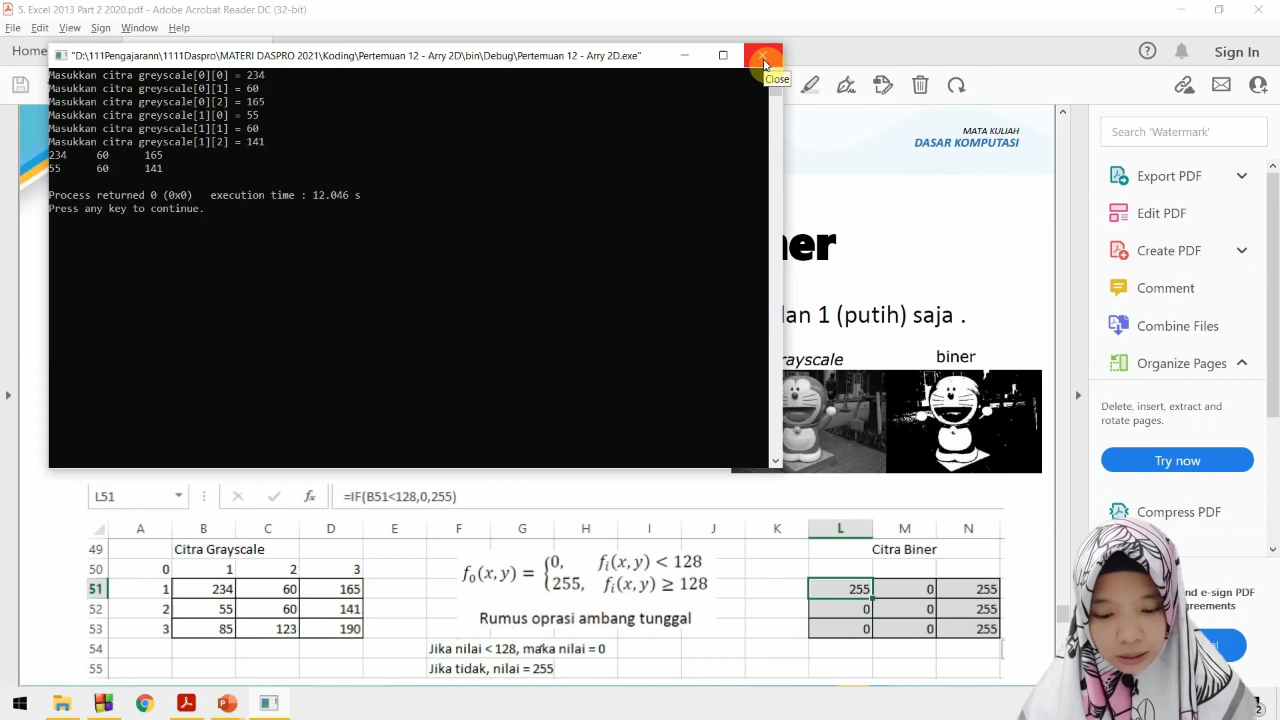 5. Excel 2013 Part 2 2020.pdf - Adobe Acrobat Reader DC (32-bit)
File Edit View Sign Window Help
Home
Sign In
"D:\111Pengajarann\1111Daspro\MATERI DASPRO 2021\Koding\Pertemuan 12 - Arry 2D\bin\Debug\Pertemuan 12 - Arry 2D.exe"
Close
Masukkan citra greyscale[0][0] = 234
Masukkan citra greyscale[0][1] = 60
Masukkan citra greyscale[0][2] = 165
Masukkan citra greyscale[1][0] = 55
Masukkan citra greyscale[1][1] = 60
Masukkan citra greyscale[1][2] = 141
234 60 165
55 60 141
Process returned 0 (0x0) execution time : 12.046 s
Press any key to continue.
MATA KULIAH
DASAR KOMPUTASI
ner
dan 1 (putih) saja .
rayscale biner
L51 fx =IF(B51<128,0,255)
A B C D E F G H I J K L M N
49 Citra Grayscale Citra Biner
50 0 1 2 3
51 1 234 60 165 255 0 255
52 2 55 60 141 0 0 255
53 3 85 123 190 0 0 255
54
55
f₀(x,y) = {0, fᵢ(x,y) < 128
255, fᵢ(x,y) ≥ 128
Rumus oprasi ambang tunggal
Jika nilai < 128, maka nilai = 0
Jika tidak, nilai = 255
Search 'Watermark'
Export PDF
Edit PDF
Create PDF
Comment
Combine Files
Organize Pages
Delete, insert, extract and
rotate pages.
Try now
Compress PDF
nd e-sign PDF
greements